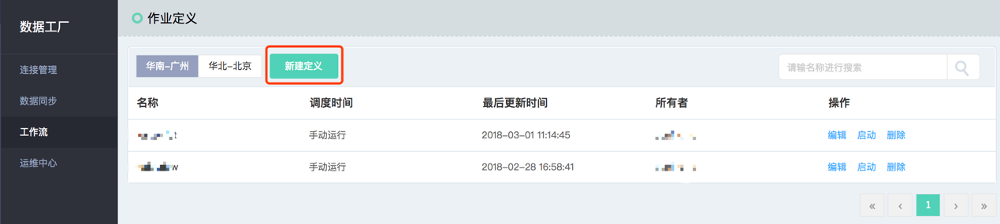 数据工厂
作业定义
连接管理
数据同步
工作流
运维中心
华南-广州 华北-北京 新建定义 请输名称进行搜索
名称 调度时间 最后更新时间 所有者 操作
手动运行 2018-03-01 11:14:45 编辑 启动 删除
手动运行 2018-02-28 16:58:41 编辑 启动 删除
« ‹ 1 › »